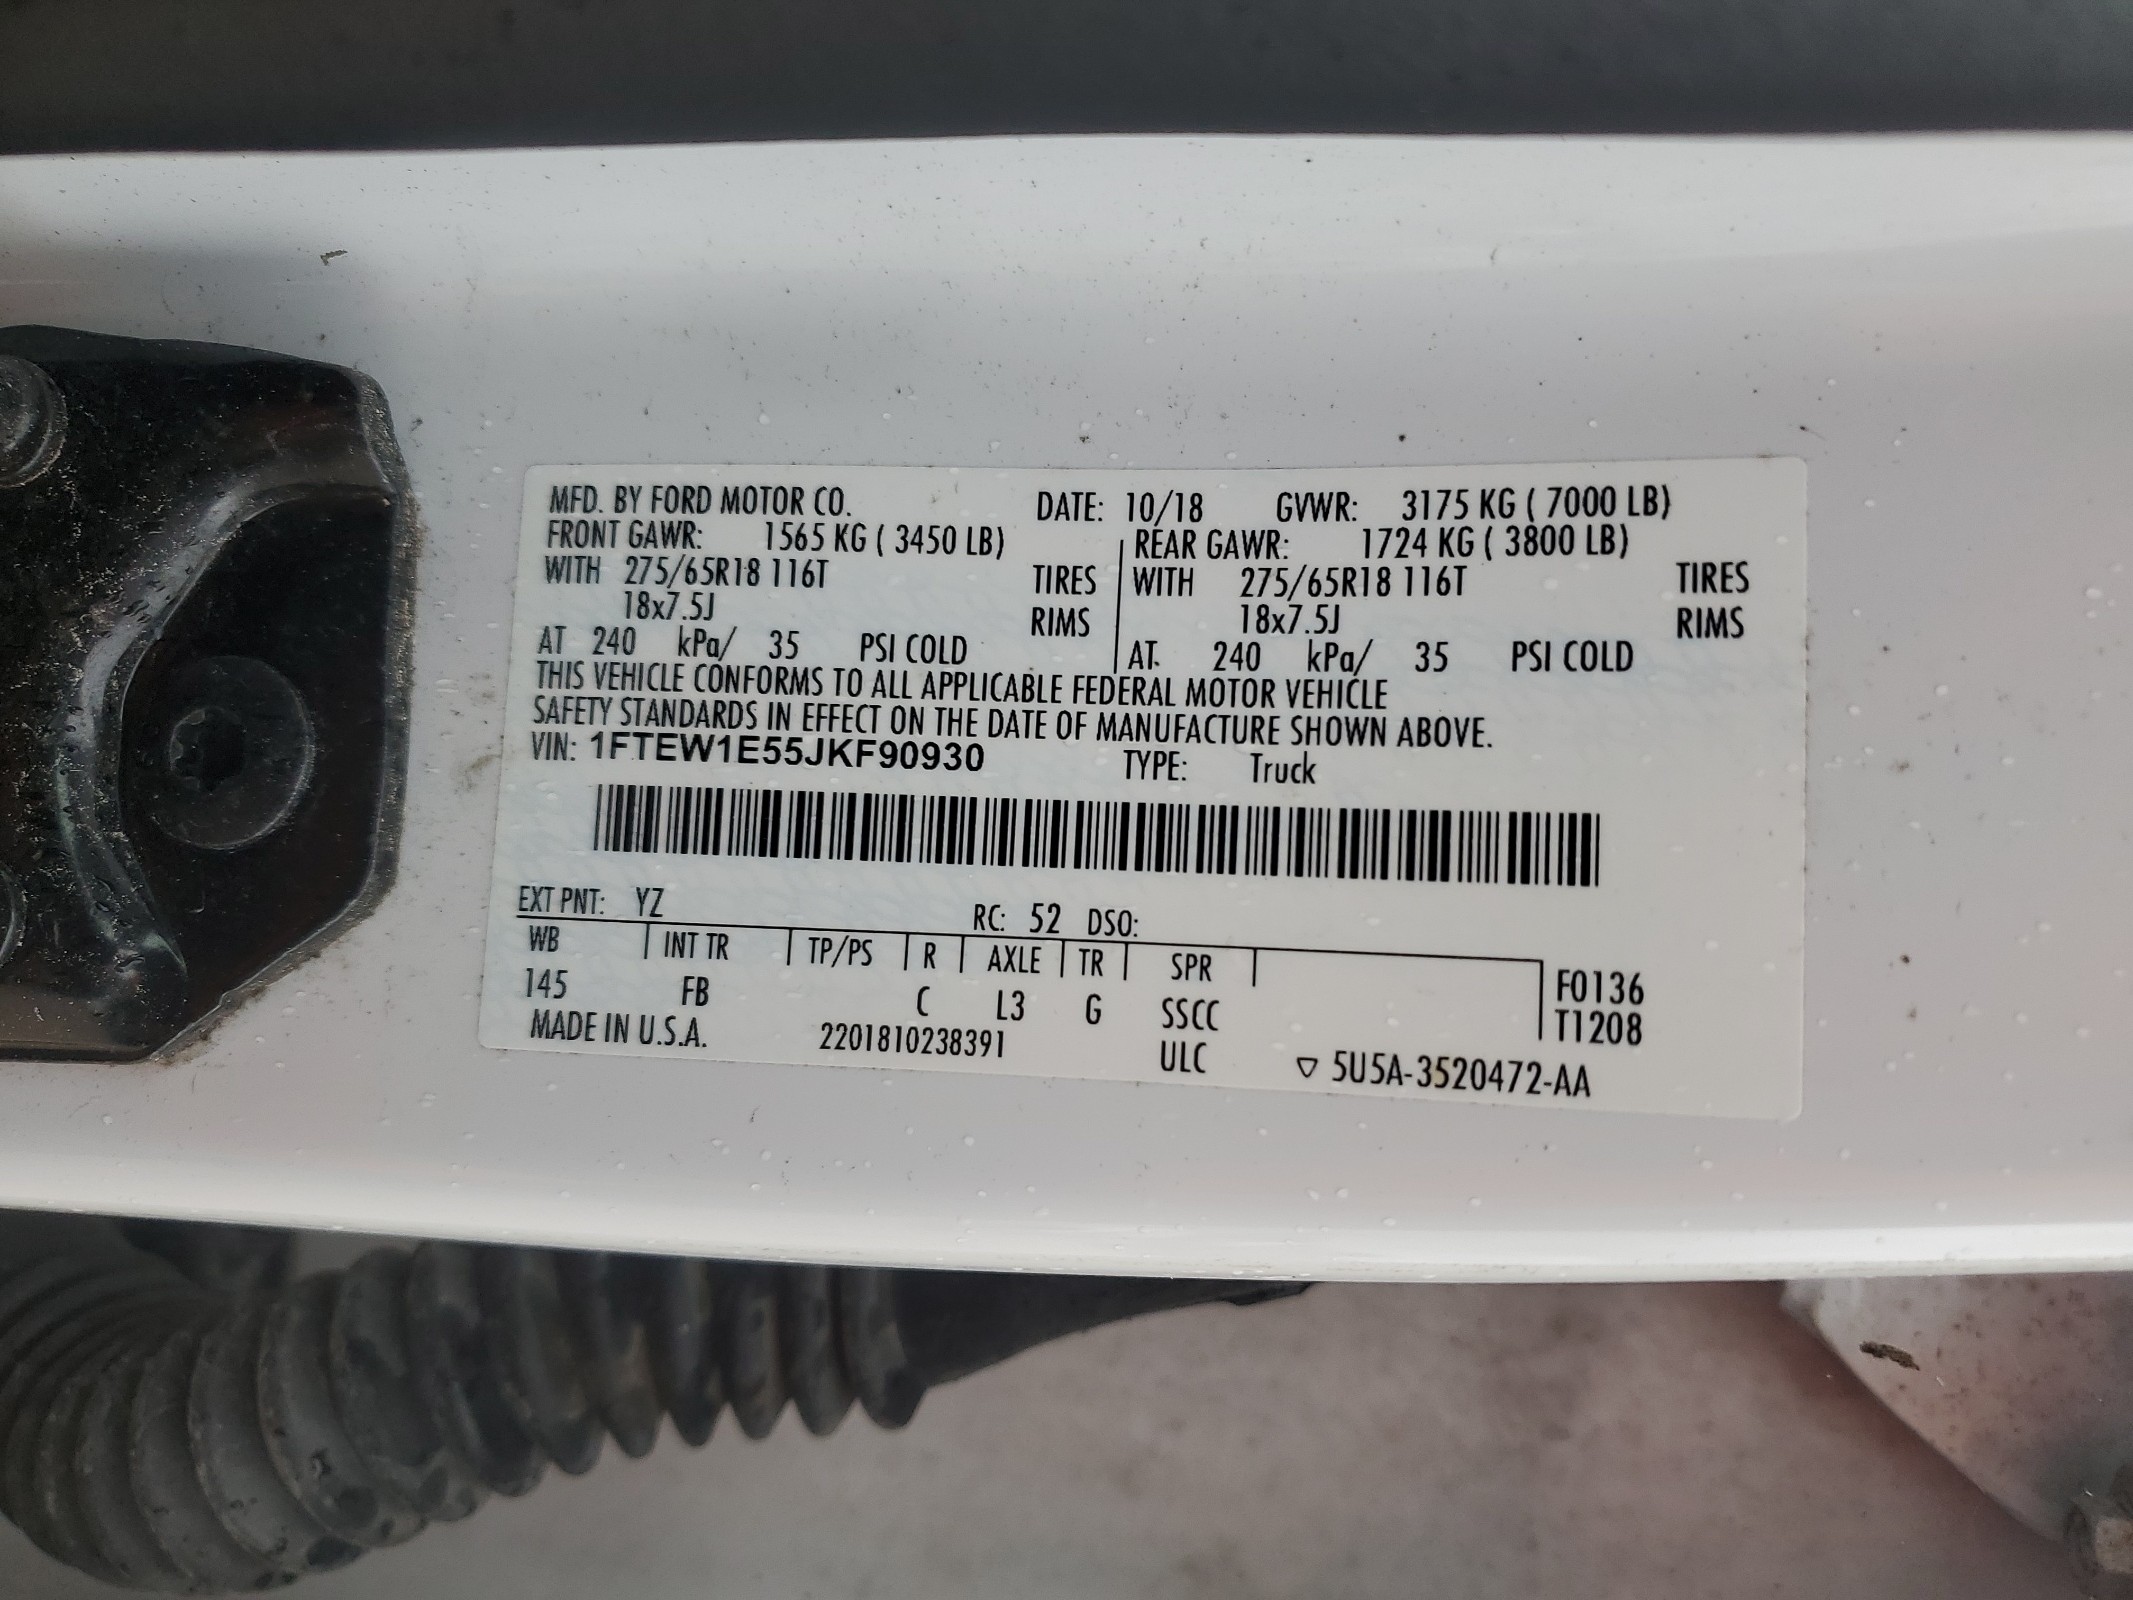 MFD. BY FORD MOTOR CO. DATE: 10/18 GVWR: 3175 KG ( 7000 LB)
FRONT GAWR: 1565 KG ( 3450 LB) REAR GAWR: 1724 KG ( 3800 LB)
WITH 275/65R18 116T TIRES WITH 275/65R18 116T TIRES
18x7.5J RIMS 18x7.5J RIMS
AT 240 kPa/ 35 PSI COLD AT 240 kPa/ 35 PSI COLD
THIS VEHICLE CONFORMS TO ALL APPLICABLE FEDERAL MOTOR VEHICLE
SAFETY STANDARDS IN EFFECT ON THE DATE OF MANUFACTURE SHOWN ABOVE.
VIN: 1FTEW1E55JKF90930 TYPE: Truck
EXT PNT: YZ RC: 52 DSO:
WB INT TR TP/PS R AXLE TR SPR
145 FB C L3 G SSCC F0136
T1208
MADE IN U.S.A. 2201810238391 ULC ▽ 5U5A-3520472-AA